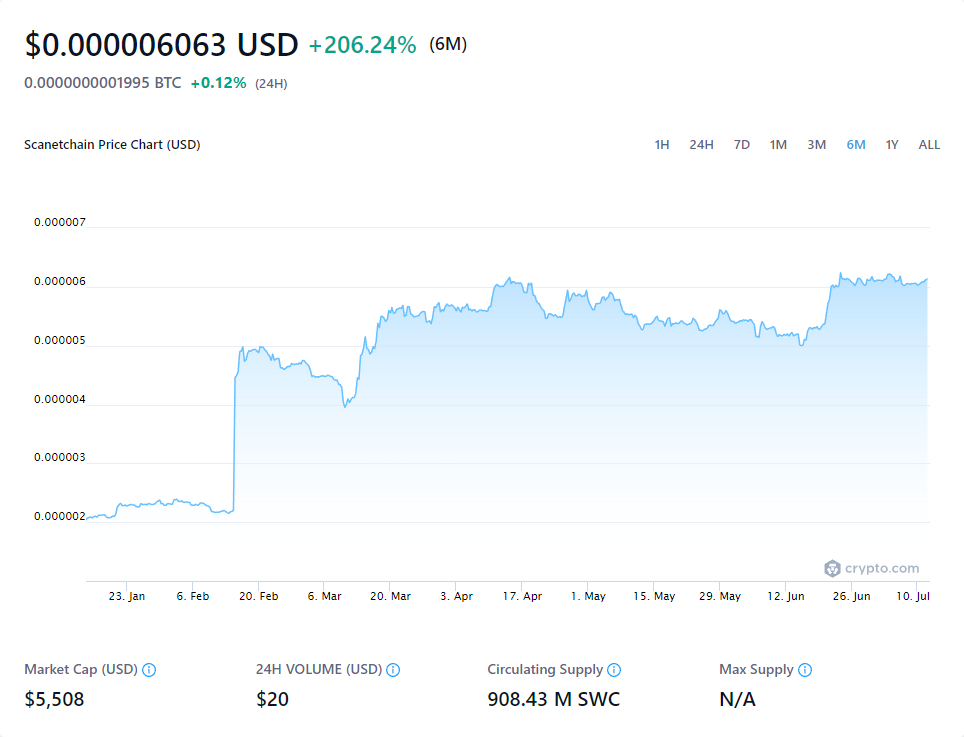 $0.000006063 USD +206.24% (6M)
0.0000000001995 BTC +0.12% (24H)
Scanetchain Price Chart (USD) 1H 24H 7D 1M 3M 6M 1Y ALL
0.000007
0.000006
0.000005
0.000004
0.000003
0.000002
crypto.com
23. Jan 6. Feb 20. Feb 6. Mar 20. Mar 3. Apr 17. Apr 1. May 15. May 29. May 12. Jun 26. Jun 10. Jul
Market Cap (USD) 24H VOLUME (USD) Circulating Supply Max Supply
$5,508 $20 908.43 M SWC N/A